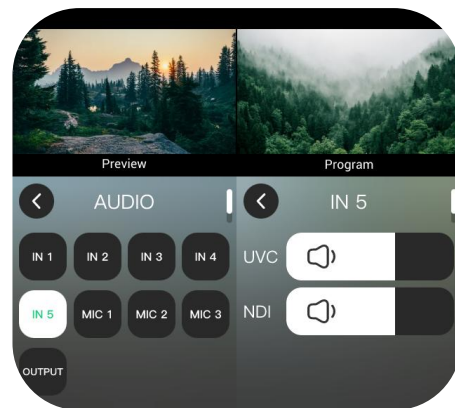 Preview
Program
AUDIO
IN 5
IN 1
IN 2
IN 3
IN 4
UVC
IN 5
MIC 1
MIC 2
MIC 3
NDI
OUTPUT